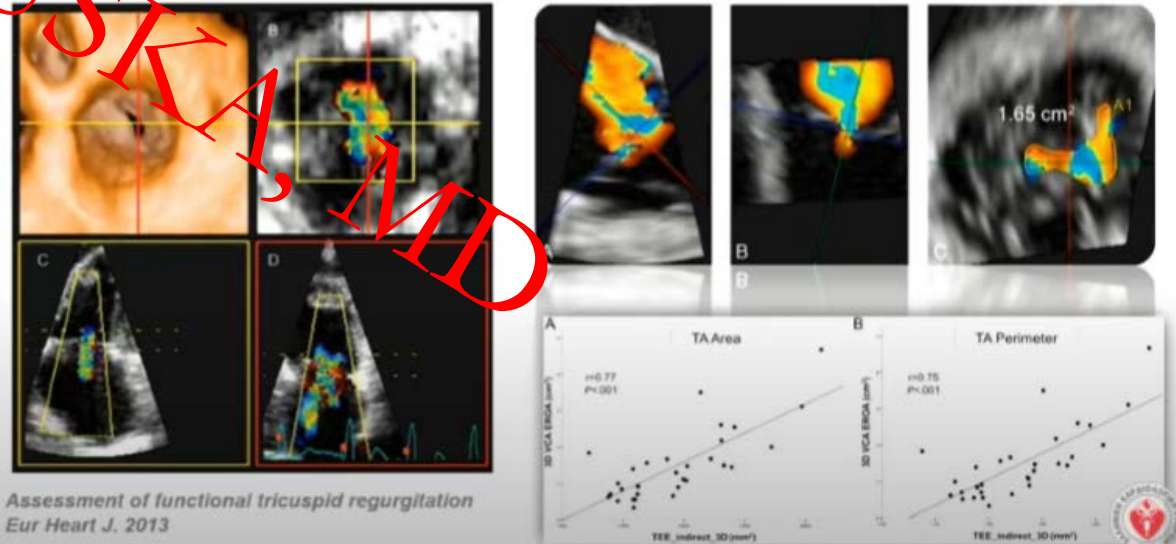 SKA, MD
B
C
D
Assessment of functional tricuspid regurgitation
Eur Heart J. 2013
B
1.65 cm²
A1
C
A
TA Area
r=0.77
P<.001
3D VCA EROA (cm²)
TEE_indirect_3D (mm²)
B
TA Perimeter
r=0.75
P<.001
3D VCA EROA (cm²)
TEE_indirect_3D (mm²)